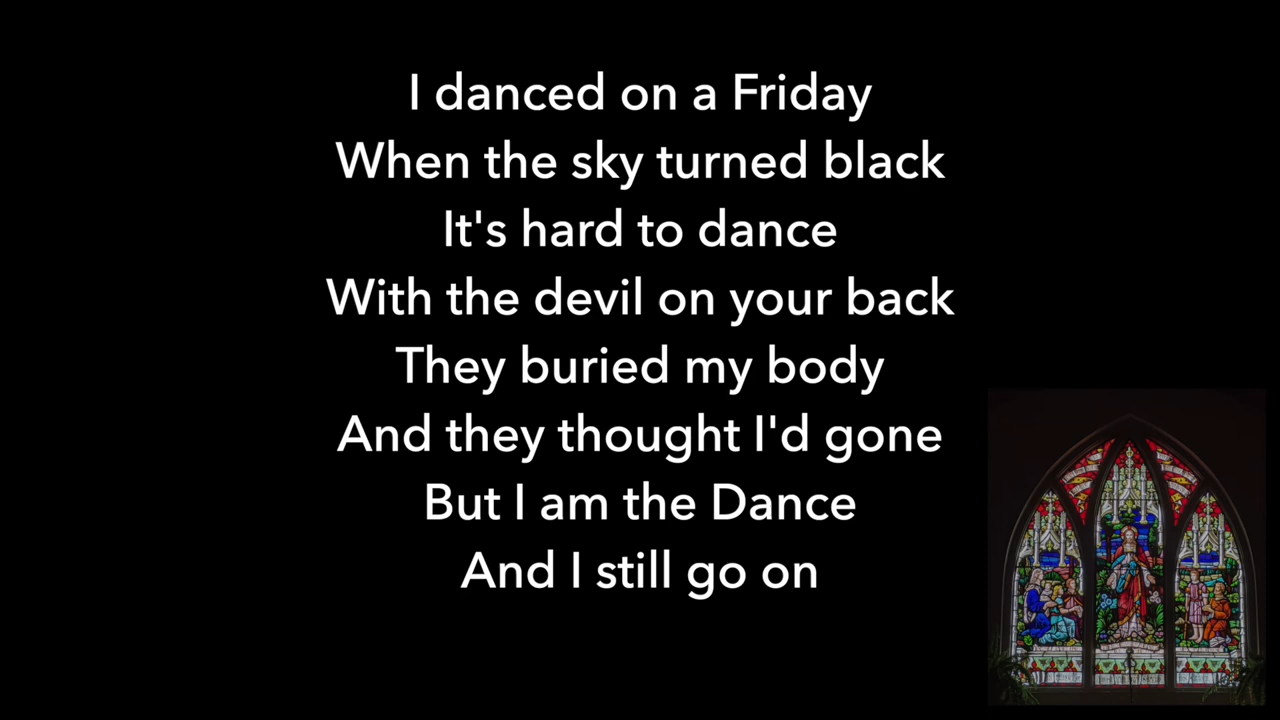 I danced on a Friday
When the sky turned black
It's hard to dance
With the devil on your back
They buried my body
And they thought I'd gone
But I am the Dance
And I still go on